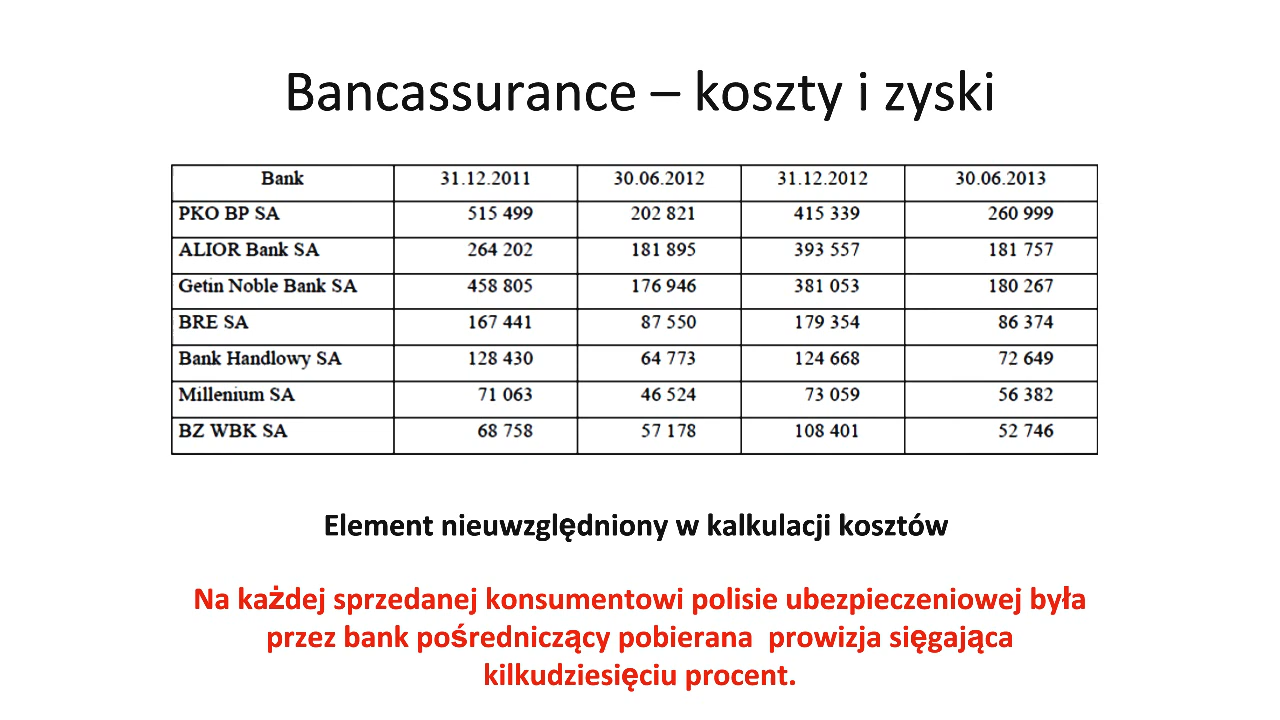 Bancassurance – koszty i zyski
Bank 31.12.2011 30.06.2012 31.12.2012 30.06.2013
PKO BP SA 515 499 202 821 415 339 260 999
ALIOR Bank SA 264 202 181 895 393 557 181 757
Getin Noble Bank SA 458 805 176 946 381 053 180 267
BRE SA 167 441 87 550 179 354 86 374
Bank Handlowy SA 128 430 64 773 124 668 72 649
Millenium SA 71 063 46 524 73 059 56 382
BZ WBK SA 68 758 57 178 108 401 52 746
Element nieuwzględniony w kalkulacji kosztów
Na każdej sprzedanej konsumentowi polisie ubezpieczeniowej była
przez bank pośredniczący pobierana prowizja sięgająca
kilkudziesięciu procent.